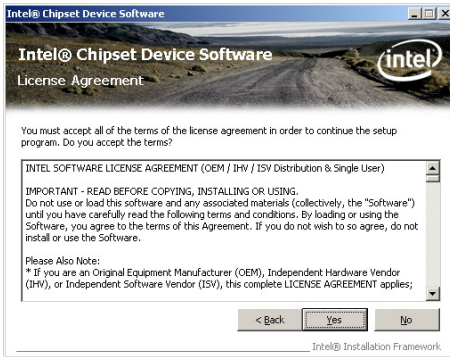 Intel® Chipset Device Software
Intel® Chipset Device Software
License Agreement
intel
You must accept all of the terms of the license agreement in order to continue the setup
program. Do you accept the terms?
INTEL SOFTWARE LICENSE AGREEMENT (OEM / IHV / ISV Distribution & Single User)
IMPORTANT - READ BEFORE COPYING, INSTALLING OR USING.
Do not use or load this software and any associated materials (collectively, the "Software")
until you have carefully read the following terms and conditions. By loading or using the
Software, you agree to the terms of this Agreement. If you do not wish to so agree, do not
install or use the Software.
Please Also Note:
* If you are an Original Equipment Manufacturer (OEM), Independent Hardware Vendor
(IHV), or Independent Software Vendor (ISV), this complete LICENSE AGREEMENT applies;
< Back
Yes
No
Intel® Installation Framework